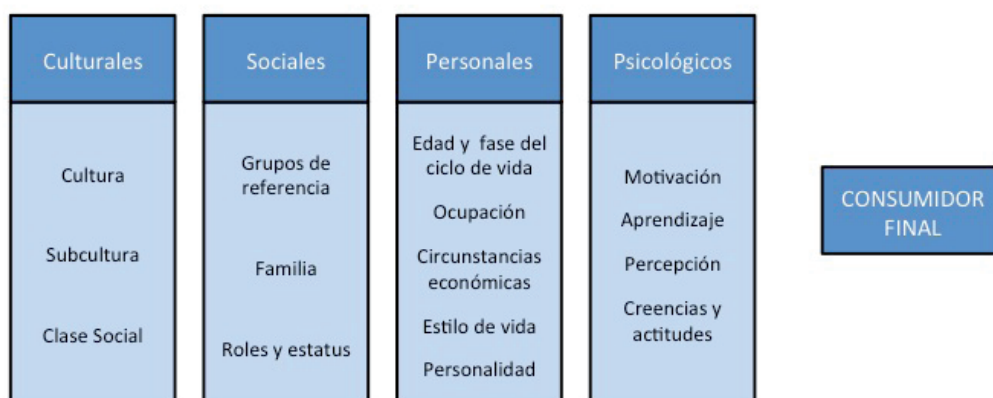 Culturales
Cultura
Subcultura
Clase Social
Sociales
Grupos de
referencia
Familia
Roles y estatus
Personales
Edad y fase del
ciclo de vida
Ocupación
Circunstancias
económicas
Estilo de vida
Personalidad
Psicológicos
Motivación
Aprendizaje
Percepción
Creencias y
actitudes
CONSUMIDOR
FINAL